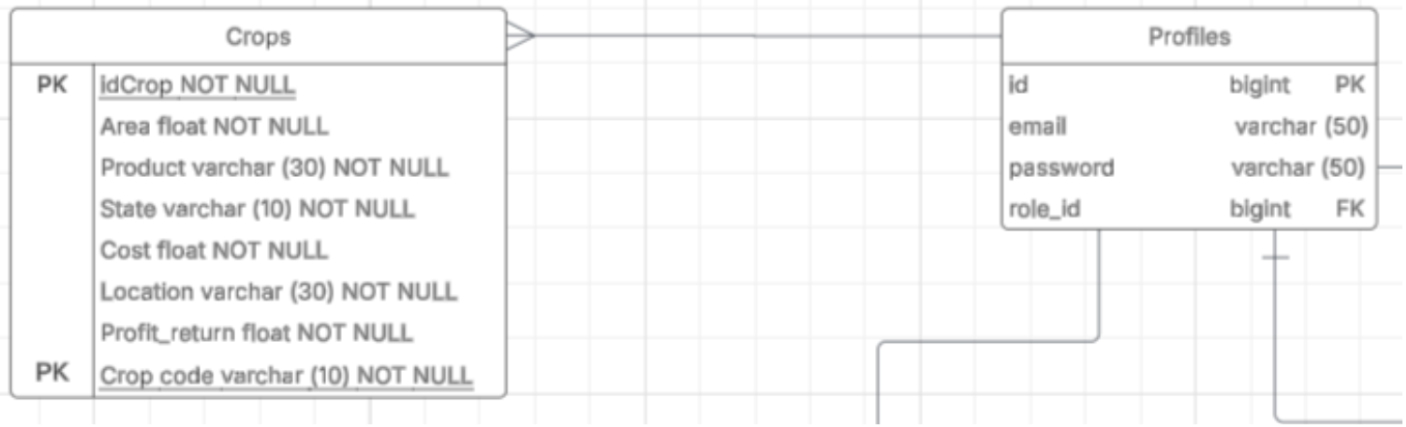 Crops
PK idCrop NOT NULL
Area float NOT NULL
Product varchar (30) NOT NULL
State varchar (10) NOT NULL
Cost float NOT NULL
Location varchar (30) NOT NULL
Profit_return float NOT NULL
PK Crop code varchar (10) NOT NULL
Profiles
id bigint PK
email varchar (50)
password varchar (50)
role_id bigint FK